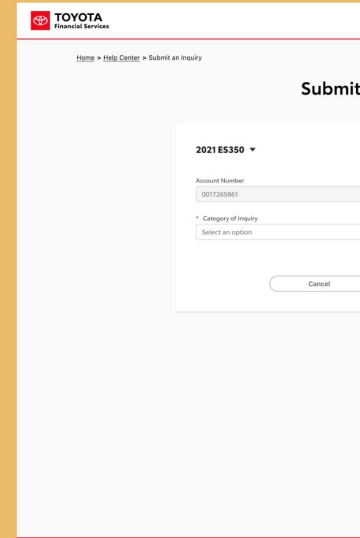 TOYOTA
Financial Services
Home > Help Center > Submit an Inquiry
Submit
2021 ES350
Account Number
0017265861
* Category of Inquiry
Select an option
Cancel